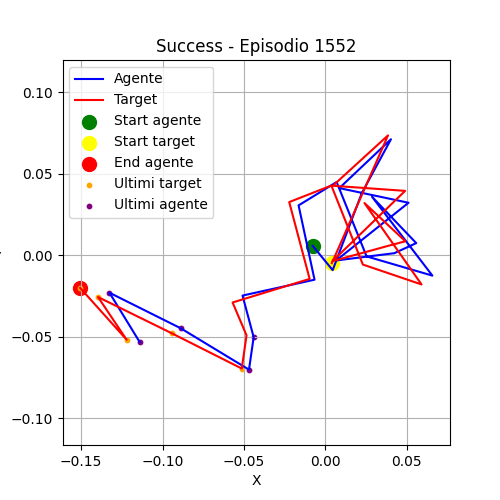 Success - Episodio 1552
Agente
Target
Start agente
Start target
End agente
Ultimi target
Ultimi agente
0.10
0.05
0.00
−0.05
−0.10
−0.15
−0.10
−0.05
0.00
0.05
X